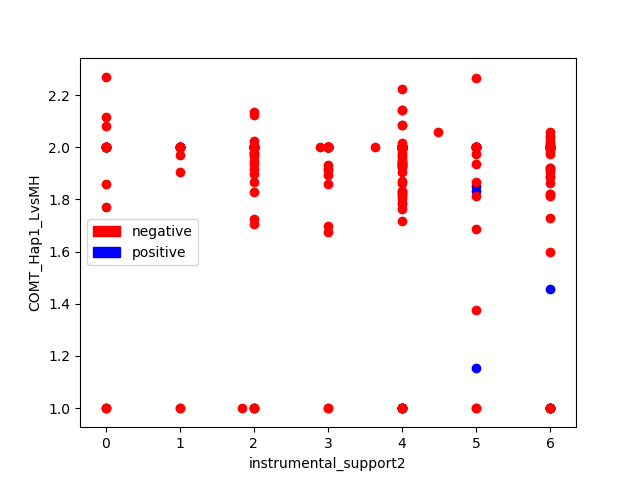 2.2
2.0
1.8
1.6
1.4
1.2
1.0
COMT_Hap1_LvsMH
negative
positive
0 1 2 3 4 5 6
instrumental_support2